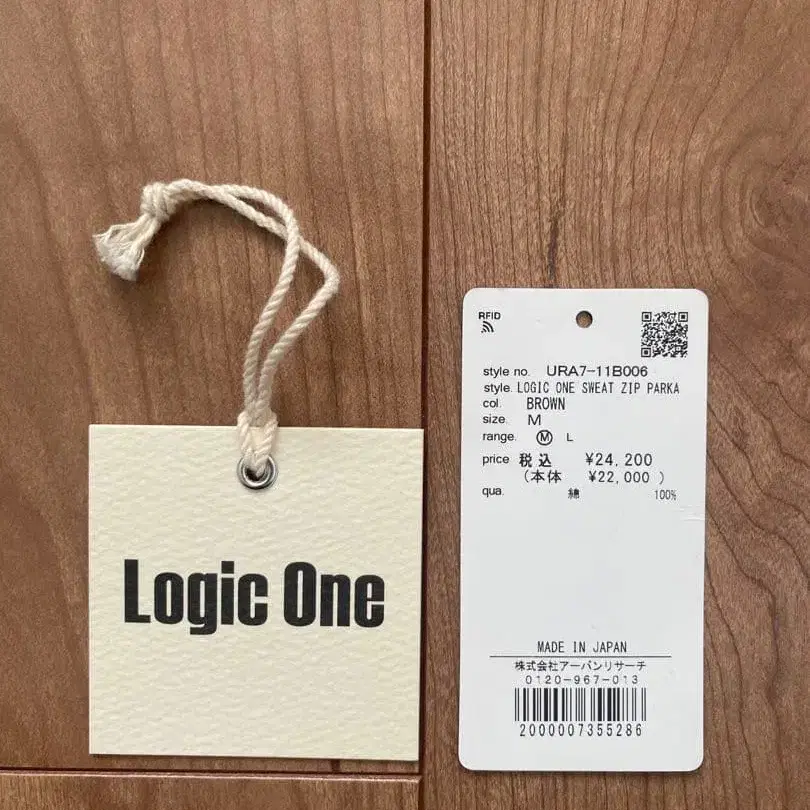 Logic One
RFID
style no. URA7-11B006
style. LOGIC ONE SWEAT ZIP PARKA
col. BROWN
size. M
range. Ⓜ L
price 税込 ¥24,200
(本体 ¥22,000 )
qua. 綿 100%
MADE IN JAPAN
株式会社アーバンリサーチ
0120-967-013
2000007355286